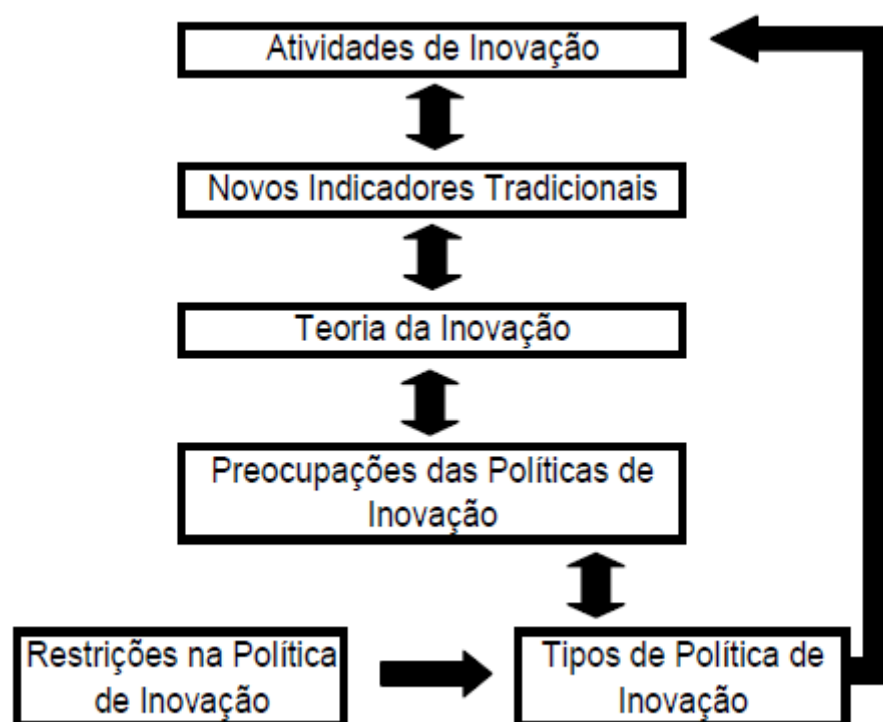 Atividades de Inovação
Novos Indicadores Tradicionais
Teoria da Inovação
Preocupações das Políticas de
Inovação
Restrições na Política
de Inovação
Tipos de Política de
Inovação